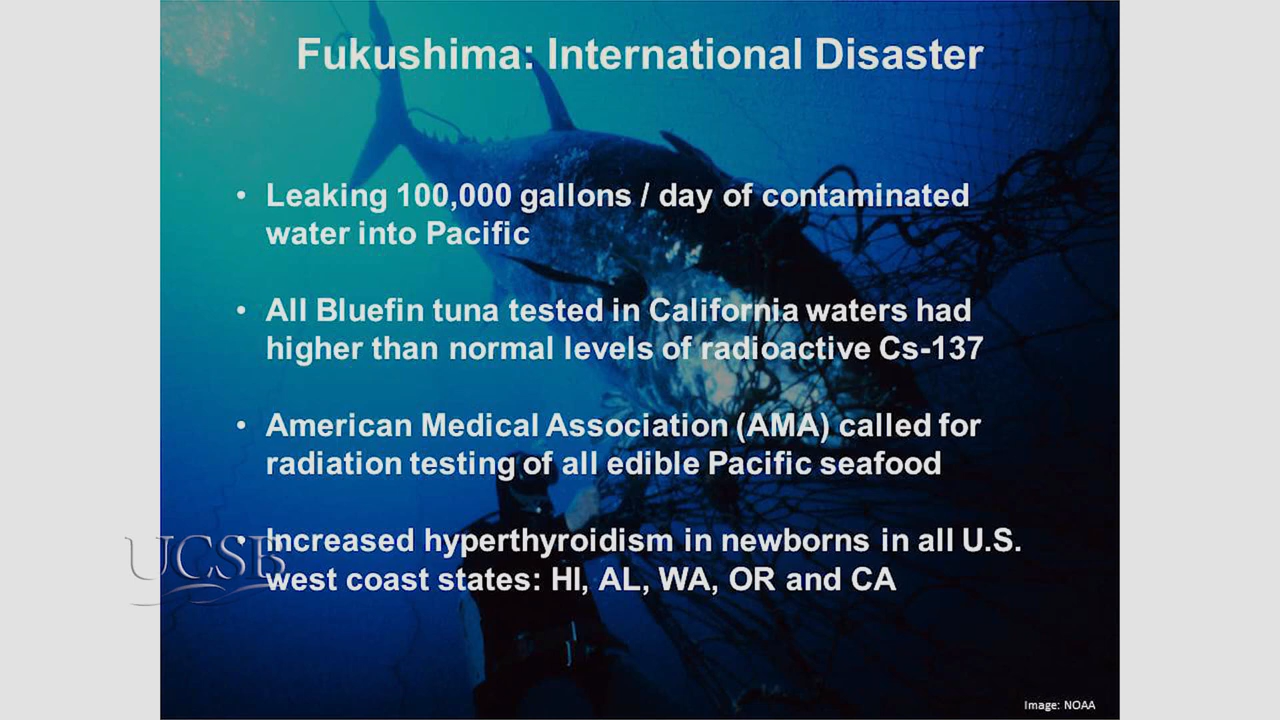 Fukushima: International Disaster
• Leaking 100,000 gallons / day of contaminated
water into Pacific
• All Bluefin tuna tested in California waters had
higher than normal levels of radioactive Cs-137
• American Medical Association (AMA) called for
radiation testing of all edible Pacific seafood
• Increased hyperthyroidism in newborns in all U.S.
west coast states: HI, AL, WA, OR and CA
UCSB
Image: NOAA